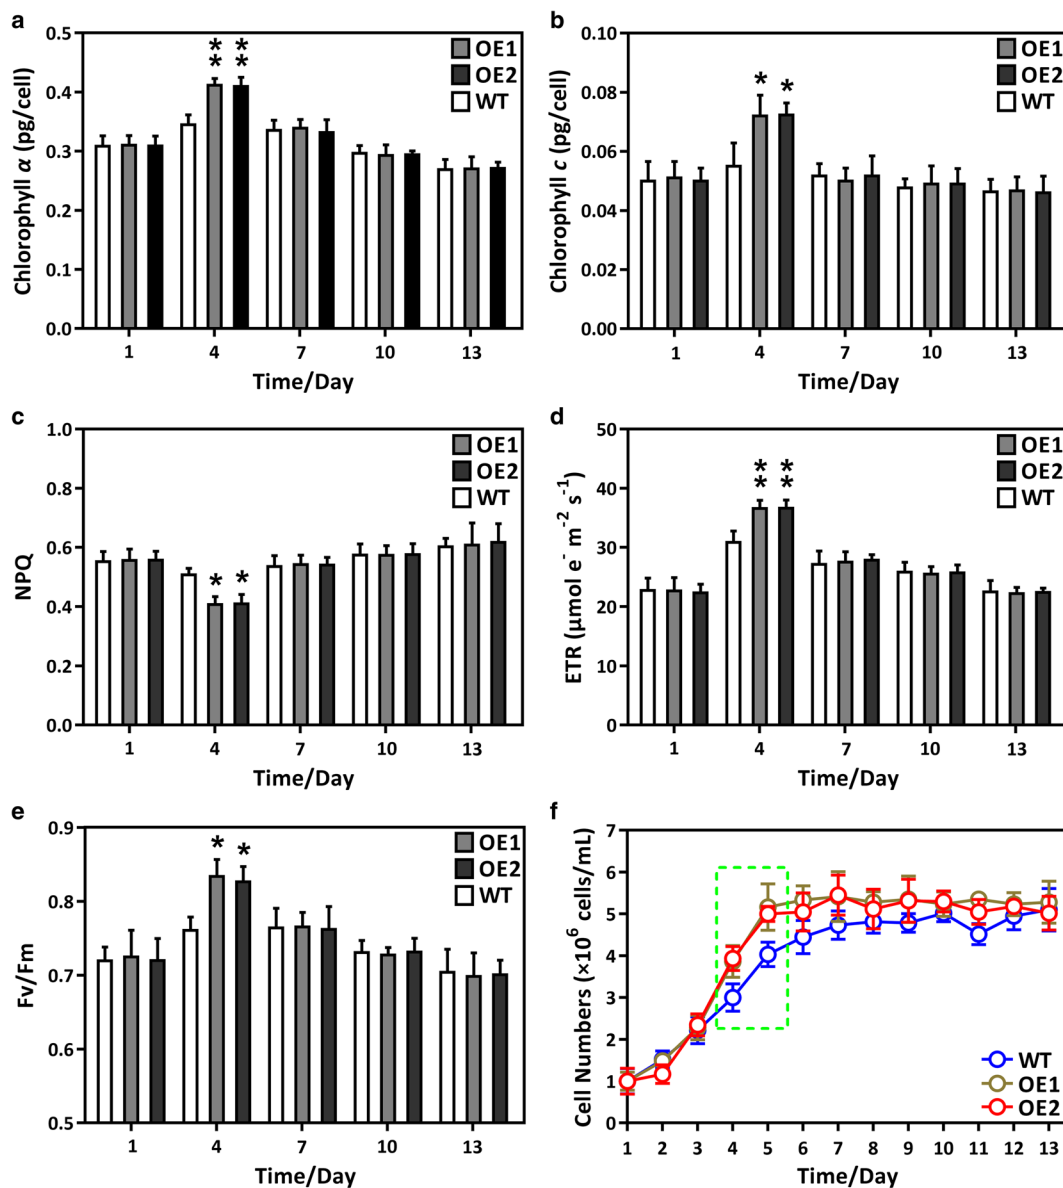 a
0.5
0.4
0.3
0.2
0.1
0.0
Chlorophyll α (pg/cell)
** **
OE1
OE2
WT
1 4 7 10 13
Time/Day
b
0.10
0.08
0.06
0.04
0.02
0.00
Chlorophyll c (pg/cell)
* *
OE1
OE2
WT
1 4 7 10 13
Time/Day
c
1.0
0.8
0.6
0.4
0.2
0.0
NPQ
* *
OE1
OE2
WT
1 4 7 10 13
Time/Day
d
50
40
30
20
10
0
ETR (μmol e⁻ m⁻² s⁻¹)
** **
OE1
OE2
WT
1 4 7 10 13
Time/Day
e
0.9
0.8
0.7
0.6
0.5
Fv/Fm
* *
OE1
OE2
WT
1 4 7 10 13
Time/Day
f
7
6
5
4
3
2
1
0
Cell Numbers (×10⁶ cells/mL)
WT
OE1
OE2
1 2 3 4 5 6 7 8 9 10 11 12 13
Time/Day